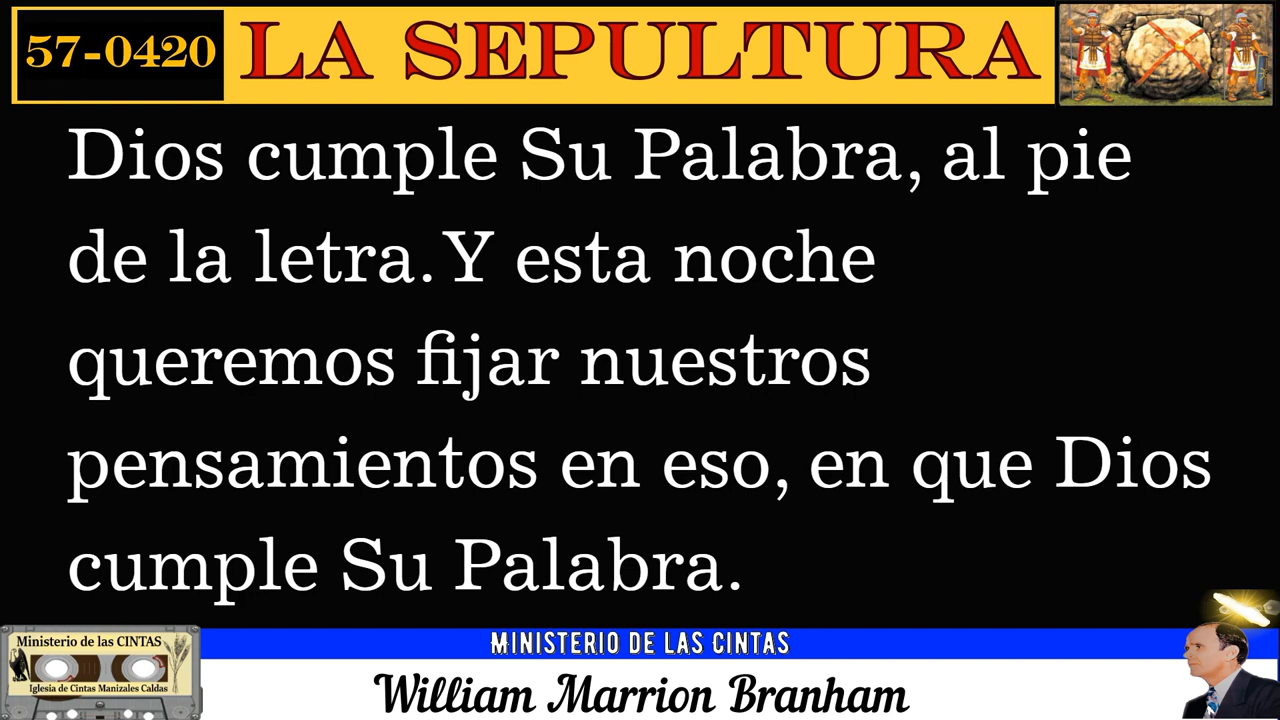 57-0420 LA SEPULTURA
Dios cumple Su Palabra, al pie
de la letra. Y esta noche
queremos fijar nuestros
pensamientos en eso, en que Dios
cumple Su Palabra.
Ministerio de las CINTAS
Iglesia de Cintas Manizales Caldas
MINISTERIO DE LAS CINTAS
William Marrion Branham